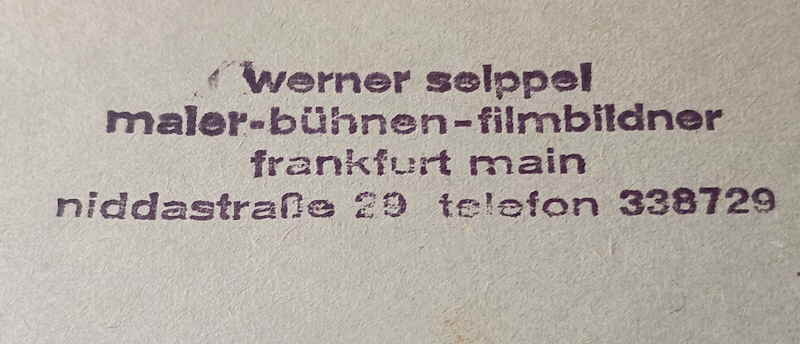 werner seippel
maler-bühnen-filmbildner
frankfurt main
niddastraße 29 telefon 338729